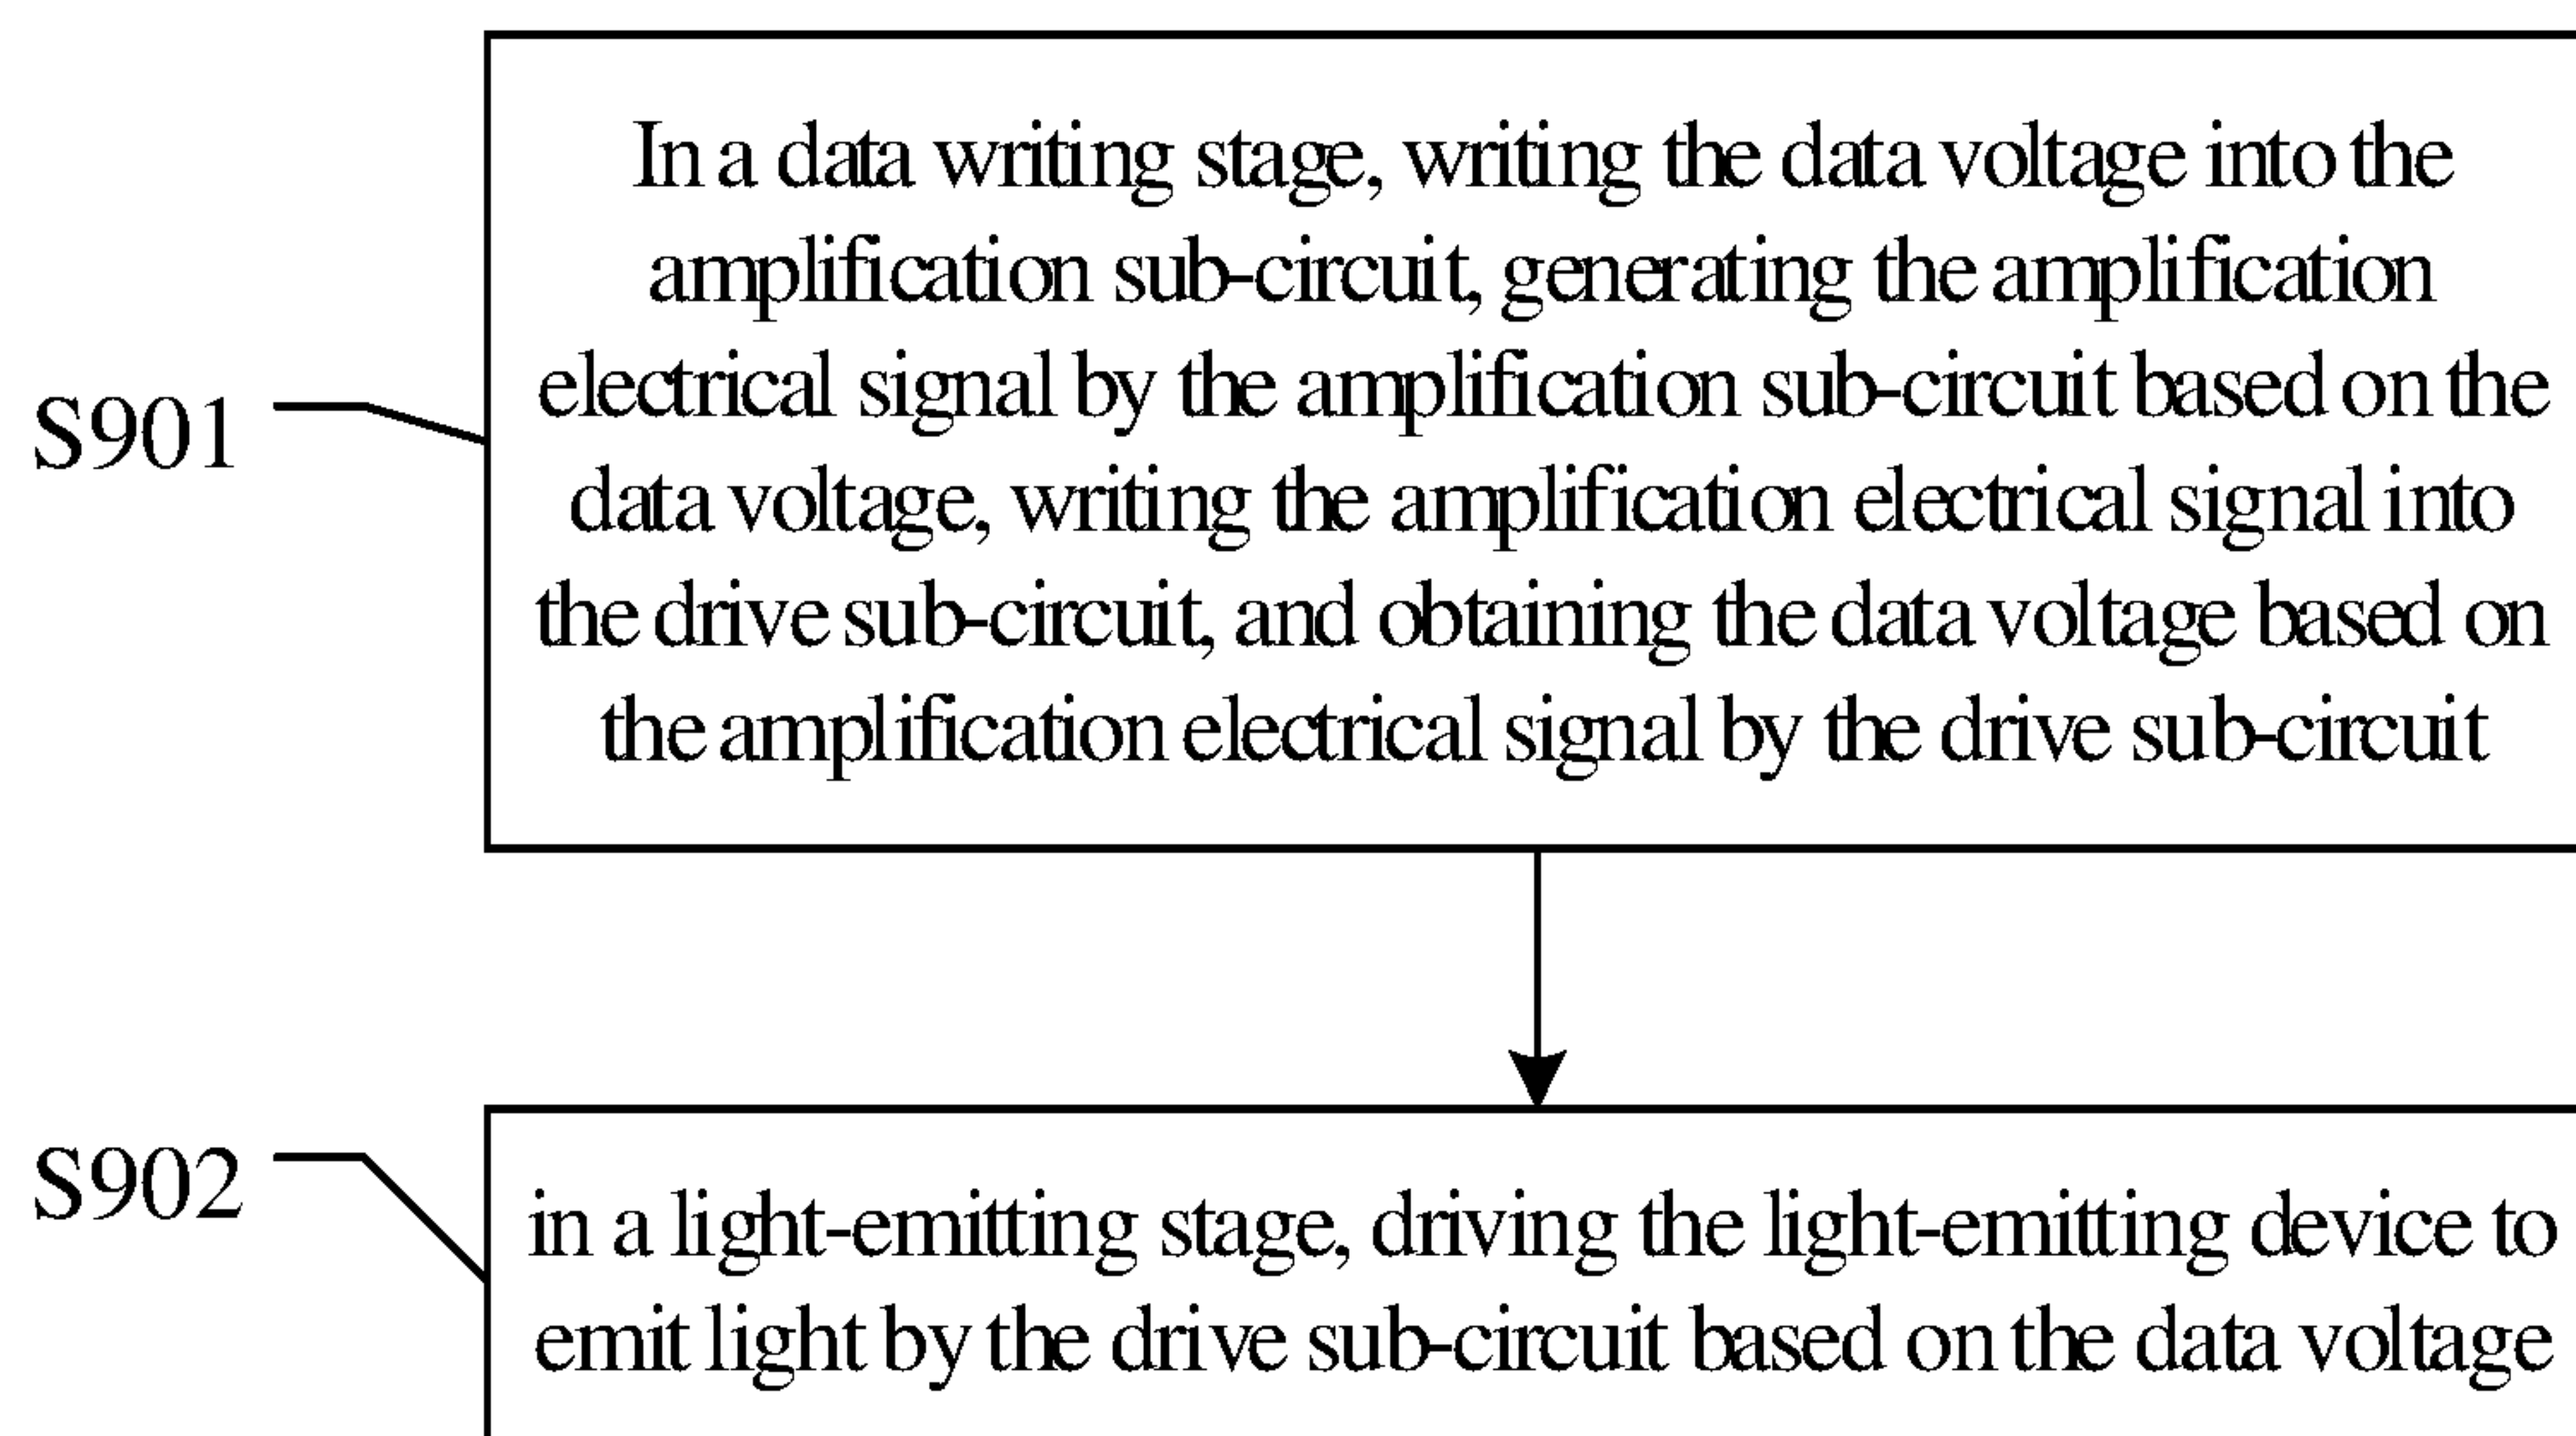 In a data writing stage, writing the data voltage into the
amplification sub-circuit, generating the amplification
electrical signal by the amplification sub-circuit based on the
S901
data voltage, writing the amplification electrical signal into
the drive sub-circuit, and obtaining the data voltage based on
the amplification electrical signal by the drive sub-circuit
S902
in a light-emitting stage, driving the light-emitting device to
emit light by the drive sub-circuit based on the data voltage